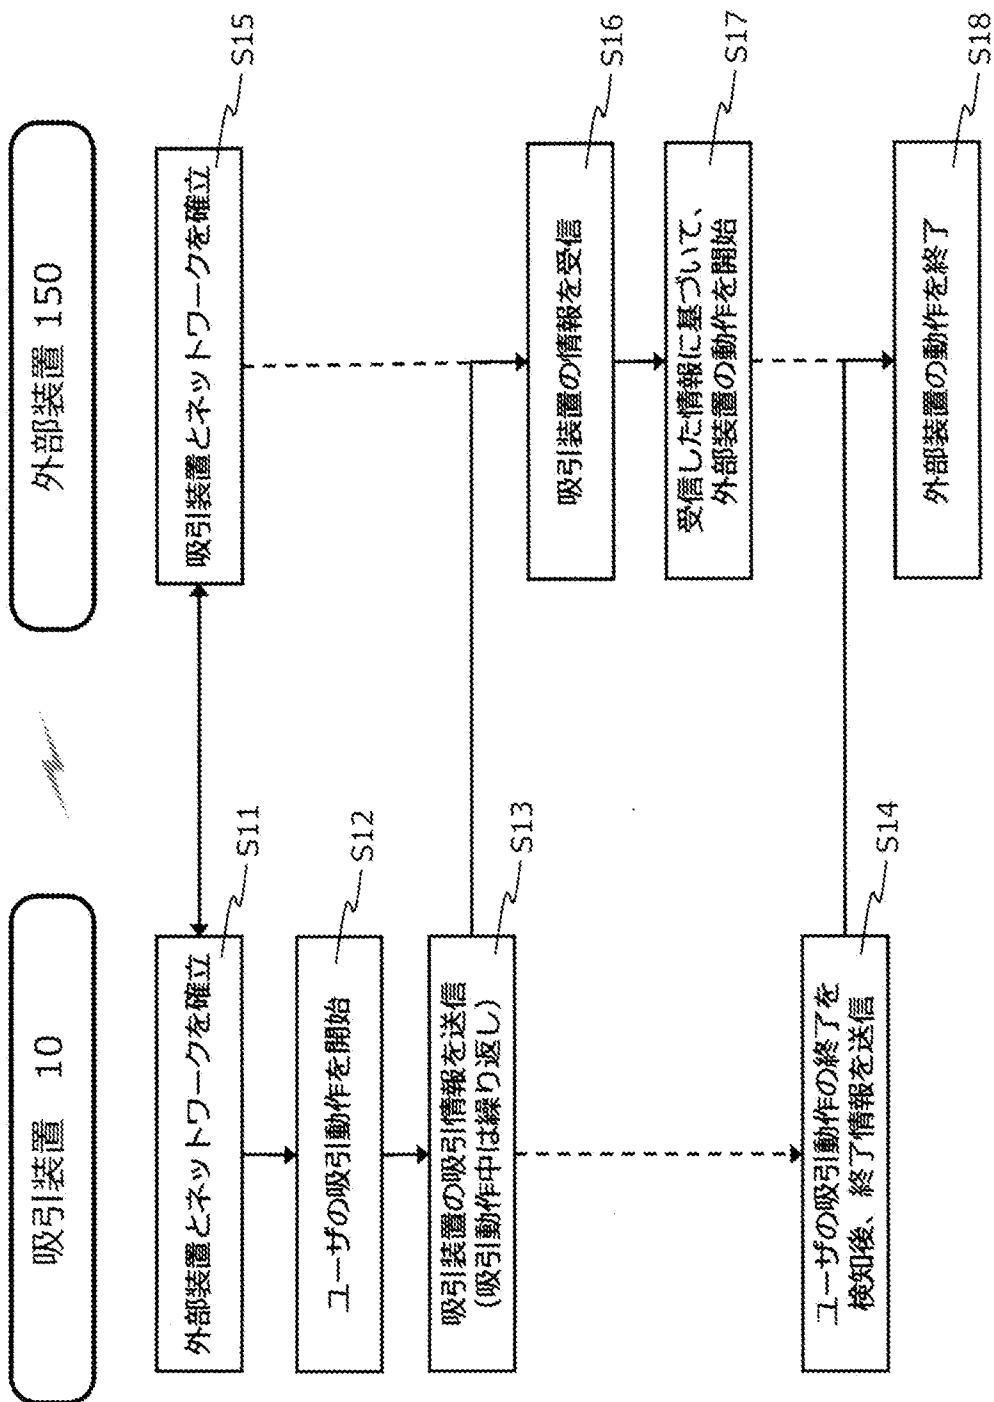 吸引装置 10
外部装置 150
外部装置とネットワークを確立
S11
吸引装置とネットワークを確立
S15
ユーザの吸引動作を開始
S12
吸引装置の吸引情報を送信
(吸引動作中は繰り返し)
S13
吸引装置の情報を受信
S16
受信した情報に基づいて、
外部装置の動作を開始
S17
ユーザの吸引動作の終了を
検知後、終了情報を送信
S14
外部装置の動作を終了
S18